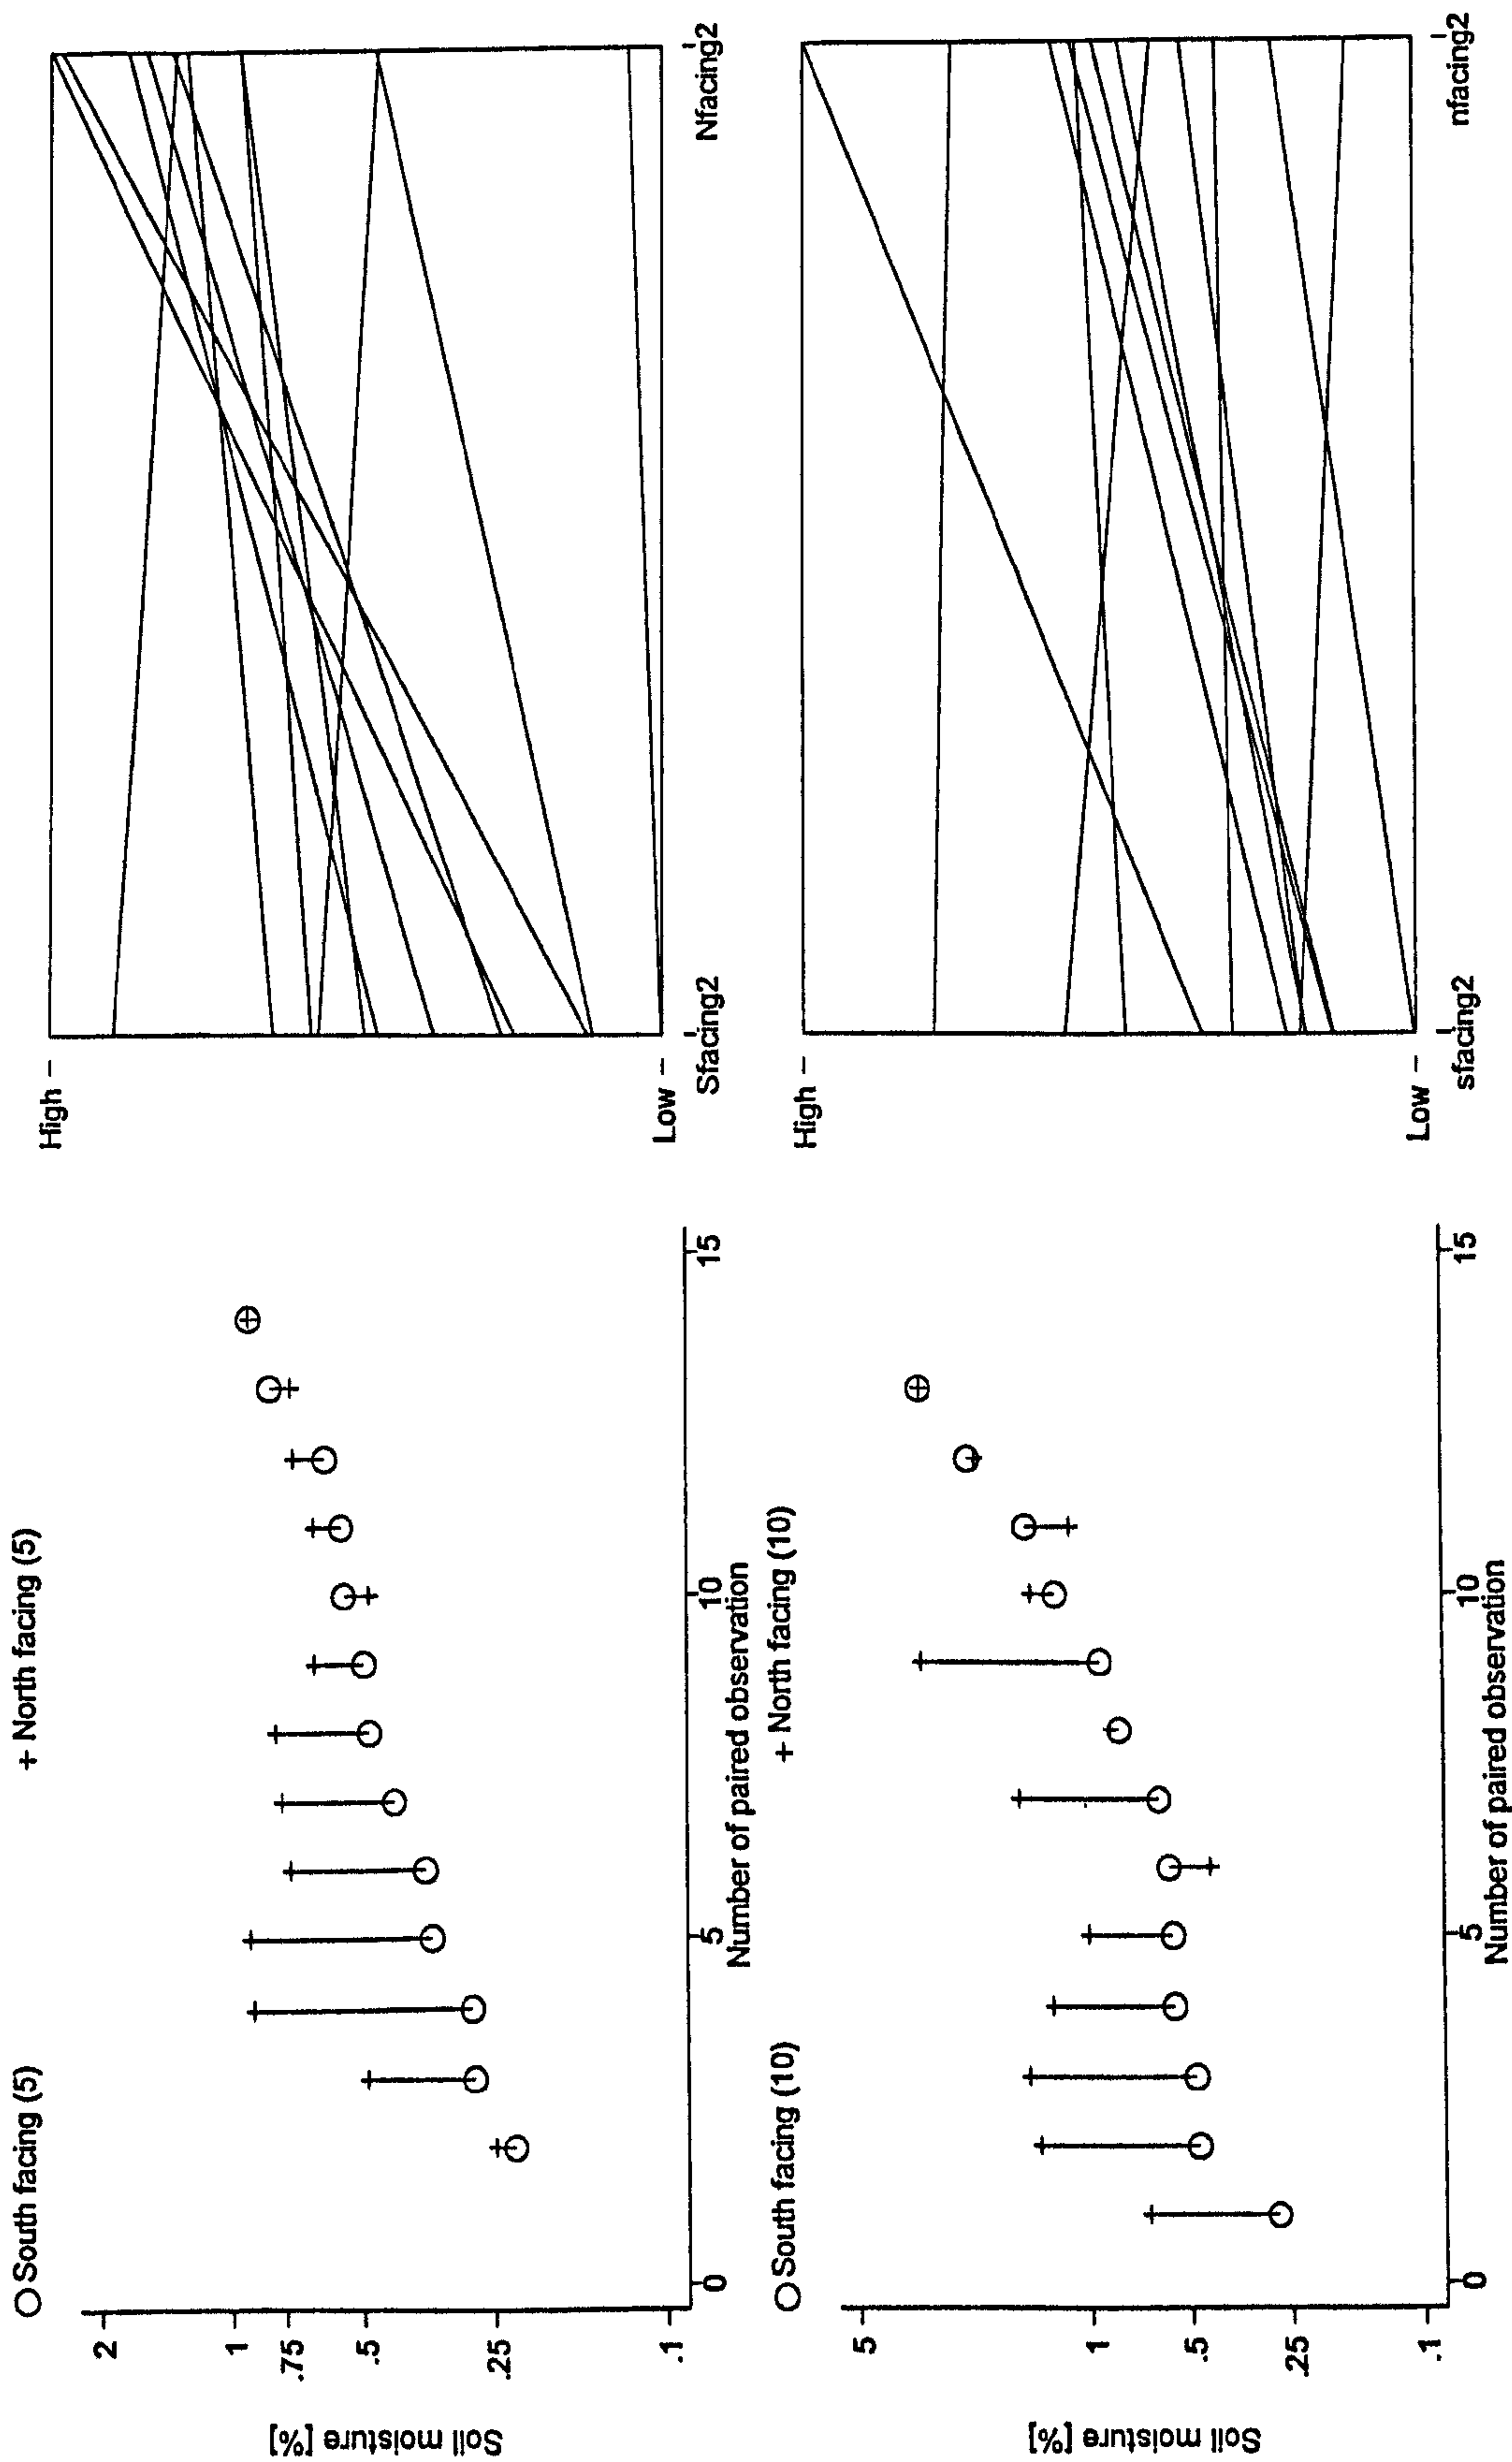 ○ South facing (5) + North facing (5)
Soil moisture [%]
2
1
.75
.5
.25
.1
0 5 10 15
Number of paired observation
High
Low
Sfacing2 Nfacing2
○ South facing (10) + North facing (10)
Soil moisture [%]
5
1
.5
.25
.1
0 5 10 15
Number of paired observation
High
Low
sfacing2 nfacing2